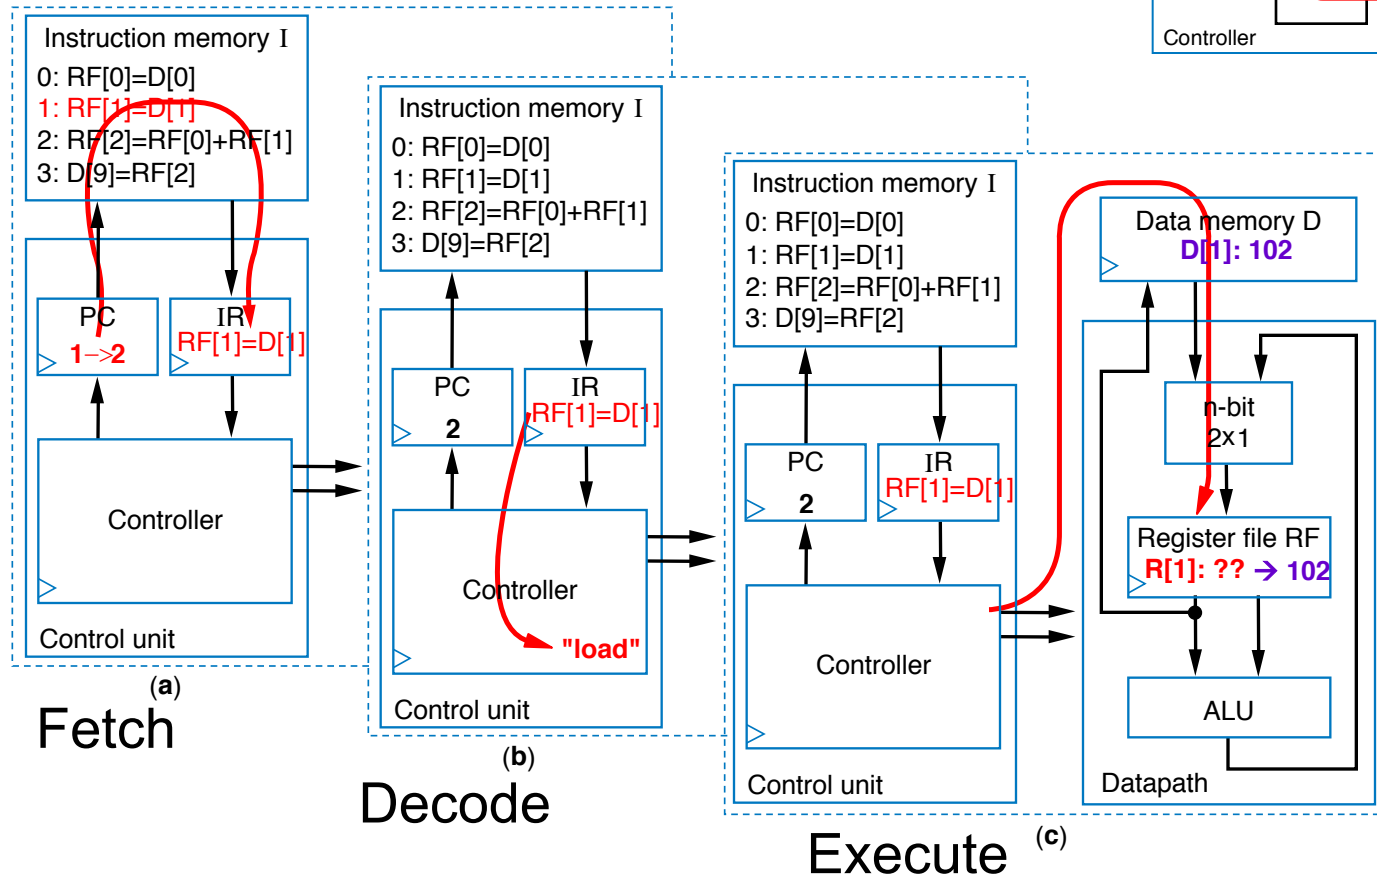 Controller
Instruction memory I
0: RF[0]=D[0]
1: RF[1]=D[1]
2: RF[2]=RF[0]+RF[1]
3: D[9]=RF[2]
PC
1->2
IR
RF[1]=D[1]
Controller
Control unit
(a)
Fetch
Instruction memory I
0: RF[0]=D[0]
1: RF[1]=D[1]
2: RF[2]=RF[0]+RF[1]
3: D[9]=RF[2]
PC
2
IR
RF[1]=D[1]
Controller
"load"
Control unit
(b)
Decode
Instruction memory I
0: RF[0]=D[0]
1: RF[1]=D[1]
2: RF[2]=RF[0]+RF[1]
3: D[9]=RF[2]
PC
2
IR
RF[1]=D[1]
Controller
Control unit
Data memory D
D[1]: 102
n-bit
2x1
Register file RF
R[1]: ?? → 102
ALU
Datapath
(c)
Execute